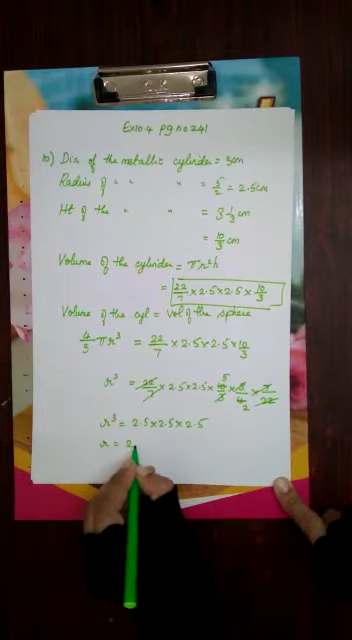 Ex10.4 pg no 241
10) Dia of the metallic cylinder = 5cm
Radius of " " " = 5/2 = 2.5cm
Ht of the " " = 3 1/3 cm
= 10/3 cm
Volume of the cylinder = πr²h
= 22/7 × 2.5 × 2.5 × 10/3
Volume of the cyl = Vol of the sphere
4/3 πr³ = 22/7 × 2.5 × 2.5 × 10/3
r³ = 22/7 × 2.5 × 2.5 × 10/3 5 × 3/4 2 × 7/22
r³ = 2.5 × 2.5 × 2.5
r = 2